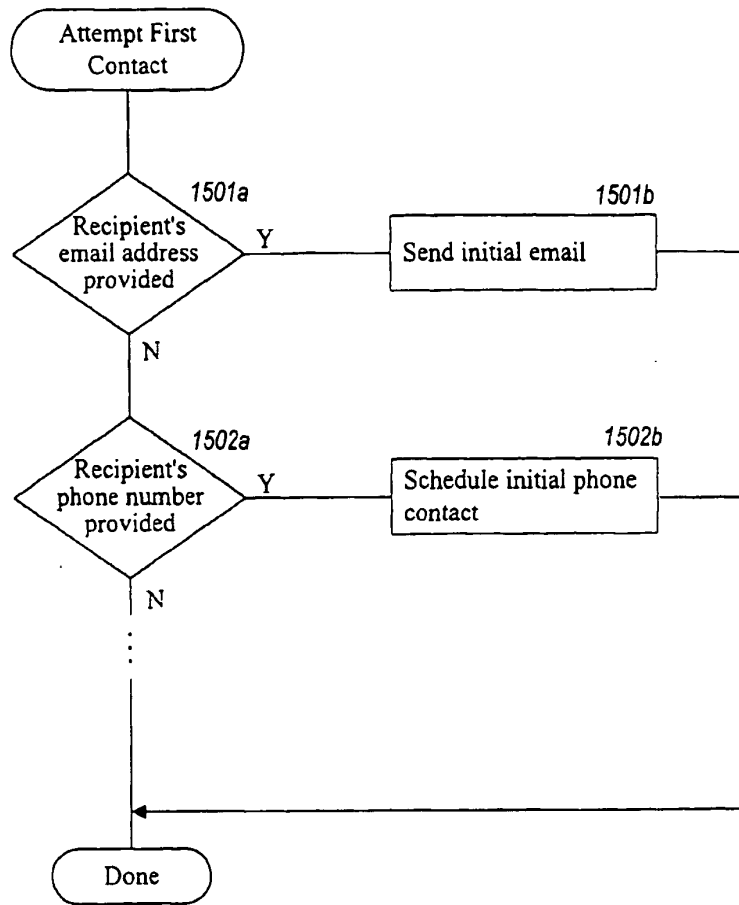 Attempt First
Contact
1501a
Recipient's
email address
provided
Y
1501b
Send initial email
N
1502a
Recipient's
phone number
provided
Y
1502b
Schedule initial phone
contact
N
Done